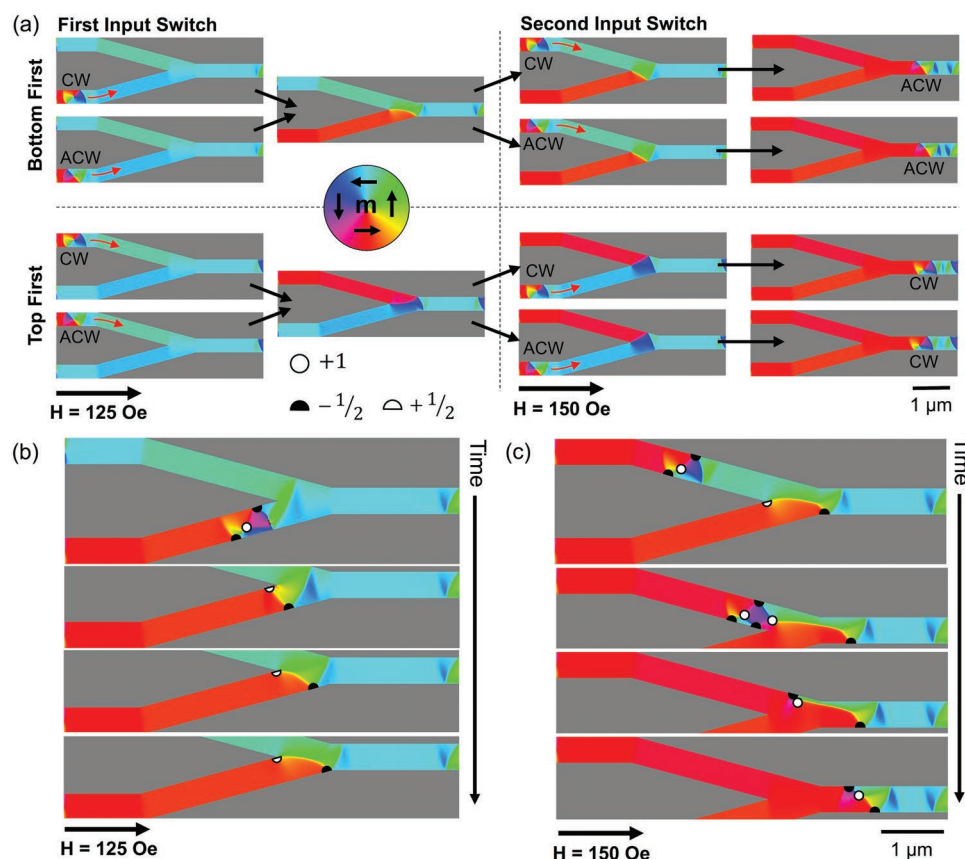 (a)
First Input Switch
Second Input Switch
Bottom First
CW
ACW
CW
ACW
ACW
ACW
m
Top First
CW
ACW
CW
ACW
CW
CW
+1
−1/2 +1/2
H = 125 Oe
H = 150 Oe
1 µm
(b)
Time
H = 125 Oe
(c)
Time
H = 150 Oe
1 µm